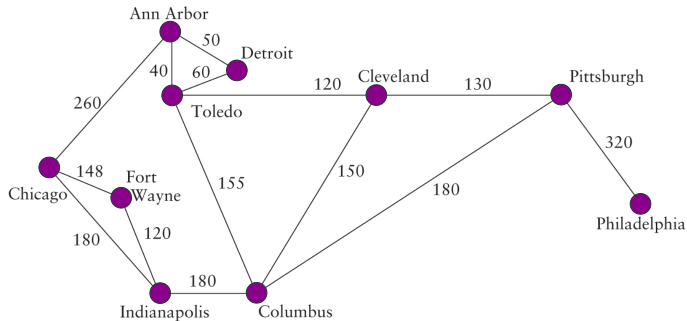 Ann Arbor
50
Detroit
40
60
Cleveland
Pittsburgh
120
130
Toledo
260
320
148
Fort
Wayne
Chicago
155
150
180
Philadelphia
180
120
180
Indianapolis
Columbus